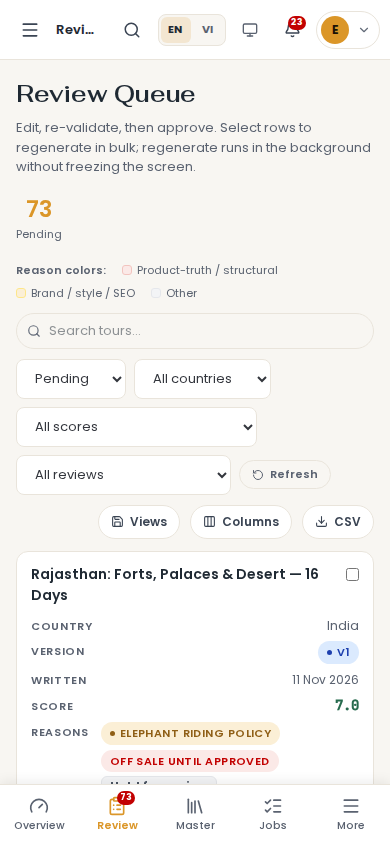 Revi...
EN VI
23
E
Review Queue
Edit, re-validate, then approve. Select rows to
regenerate in bulk; regenerate runs in the background
without freezing the screen.
73
Pending
Reason colors: Product-truth / structural
Brand / style / SEO Other
Search tours...
Pending All countries
All scores
All reviews Refresh
Views Columns CSV
Rajasthan: Forts, Palaces & Desert — 16
Days
COUNTRY India
VERSION V1
WRITTEN 11 Nov 2026
SCORE 7.0
REASONS ELEPHANT RIDING POLICY
OFF SALE UNTIL APPROVED
73
Overview Review Master Jobs More